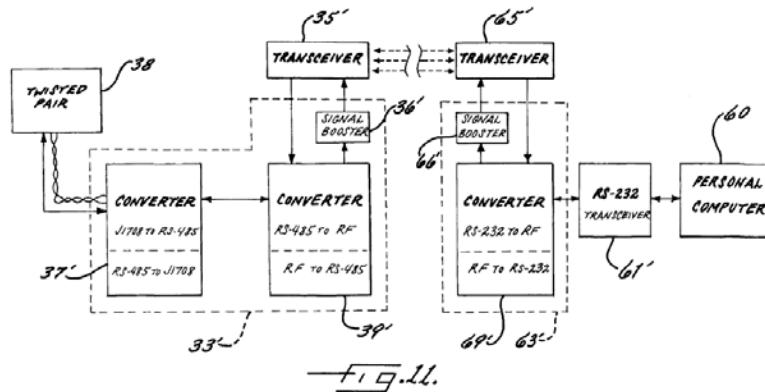 35'
65'
TRANSCEIVER
TRANSCEIVER
38
TWISTED
PAIR
36'
SIGNAL
BOOSTER
SIGNAL
BOOSTER
66'
60
CONVERTER
J1708 TO RS-485
RS-485 TO J1708
CONVERTER
RS-485 TO RF
RF TO RS-485
CONVERTER
RS-232 TO RF
RF TO RS-232
RS-232
TRANSCEIVER
PERSONAL
COMPUTER
37'
61'
33'
39'
69'
63'
Fig. 11.